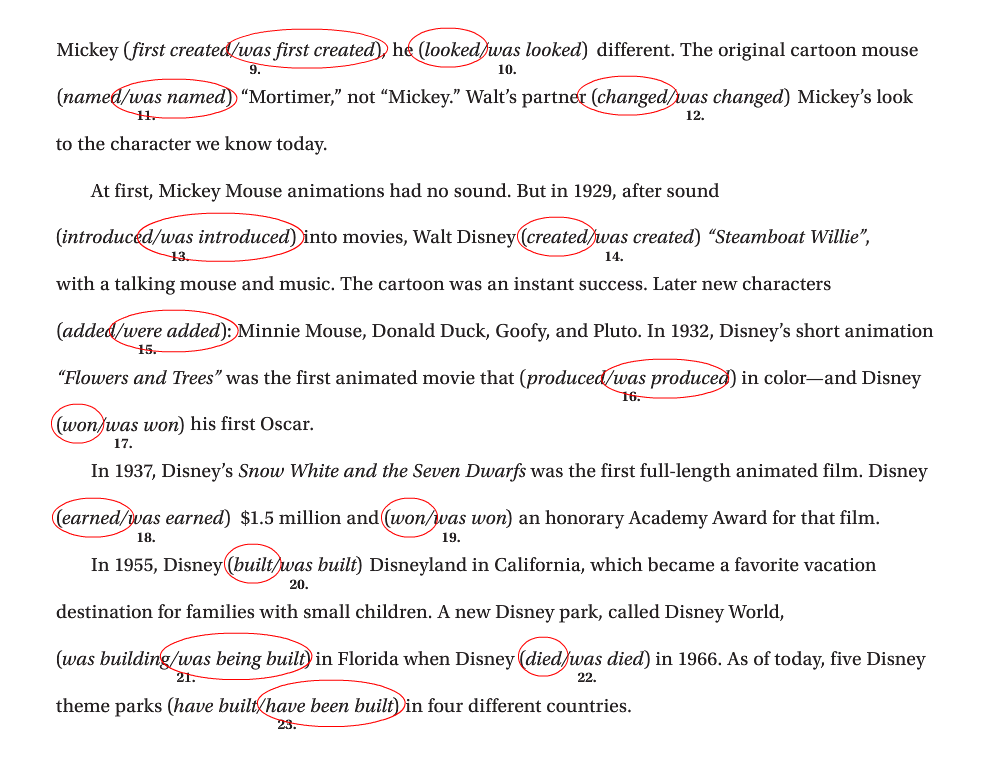 Mickey (first created/was first created), he (looked/was looked) different. The original cartoon mouse
9. 10.
(named/was named) “Mortimer,” not “Mickey.” Walt’s partner (changed/was changed) Mickey’s look
11. 12.
to the character we know today.
At first, Mickey Mouse animations had no sound. But in 1929, after sound
(introduced/was introduced) into movies, Walt Disney (created/was created) “Steamboat Willie”,
13. 14.
with a talking mouse and music. The cartoon was an instant success. Later new characters
(added/were added): Minnie Mouse, Donald Duck, Goofy, and Pluto. In 1932, Disney’s short animation
15.
“Flowers and Trees” was the first animated movie that (produced/was produced) in color—and Disney
16.
(won/was won) his first Oscar.
17.
In 1937, Disney’s Snow White and the Seven Dwarfs was the first full-length animated film. Disney
(earned/was earned) $1.5 million and (won/was won) an honorary Academy Award for that film.
18. 19.
In 1955, Disney (built/was built) Disneyland in California, which became a favorite vacation
20.
destination for families with small children. A new Disney park, called Disney World,
(was building/was being built) in Florida when Disney (died/was died) in 1966. As of today, five Disney
21. 22.
theme parks (have built/have been built) in four different countries.
23.